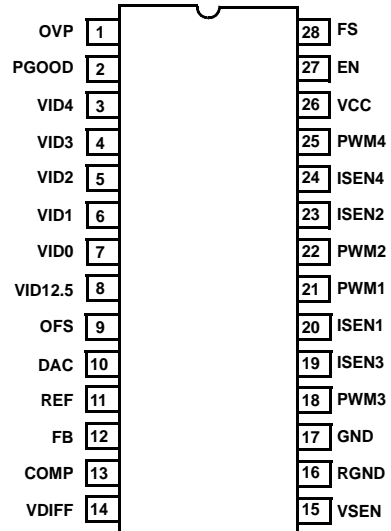 OVP 1 28 FS
PGOOD 2 27 EN
VID4 3 26 VCC
VID3 4 25 PWM4
VID2 5 24 ISEN4
VID1 6 23 ISEN2
VID0 7 22 PWM2
VID12.5 8 21 PWM1
OFS 9 20 ISEN1
DAC 10 19 ISEN3
REF 11 18 PWM3
FB 12 17 GND
COMP 13 16 RGND
VDIFF 14 15 VSEN